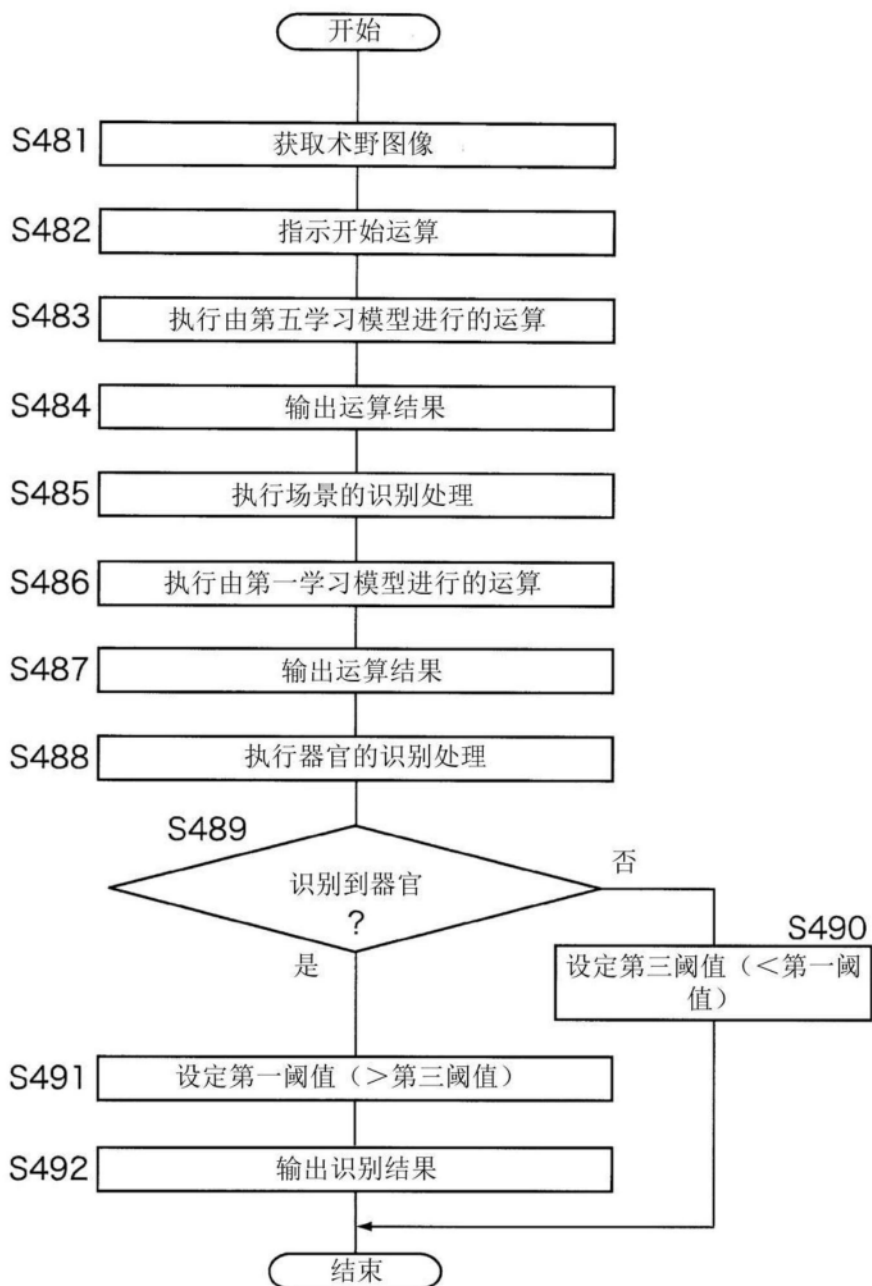 开始
S481
获取术野图像
S482
指示开始运算
S483
执行由第五学习模型进行的运算
S484
输出运算结果
S485
执行场景的识别处理
S486
执行由第一学习模型进行的运算
S487
输出运算结果
S488
执行器官的识别处理
S489
识别到器官
?
否
是
S490
设定第三阈值（＜第一阈
值）
S491
设定第一阈值（＞第三阈值）
S492
输出识别结果
结束